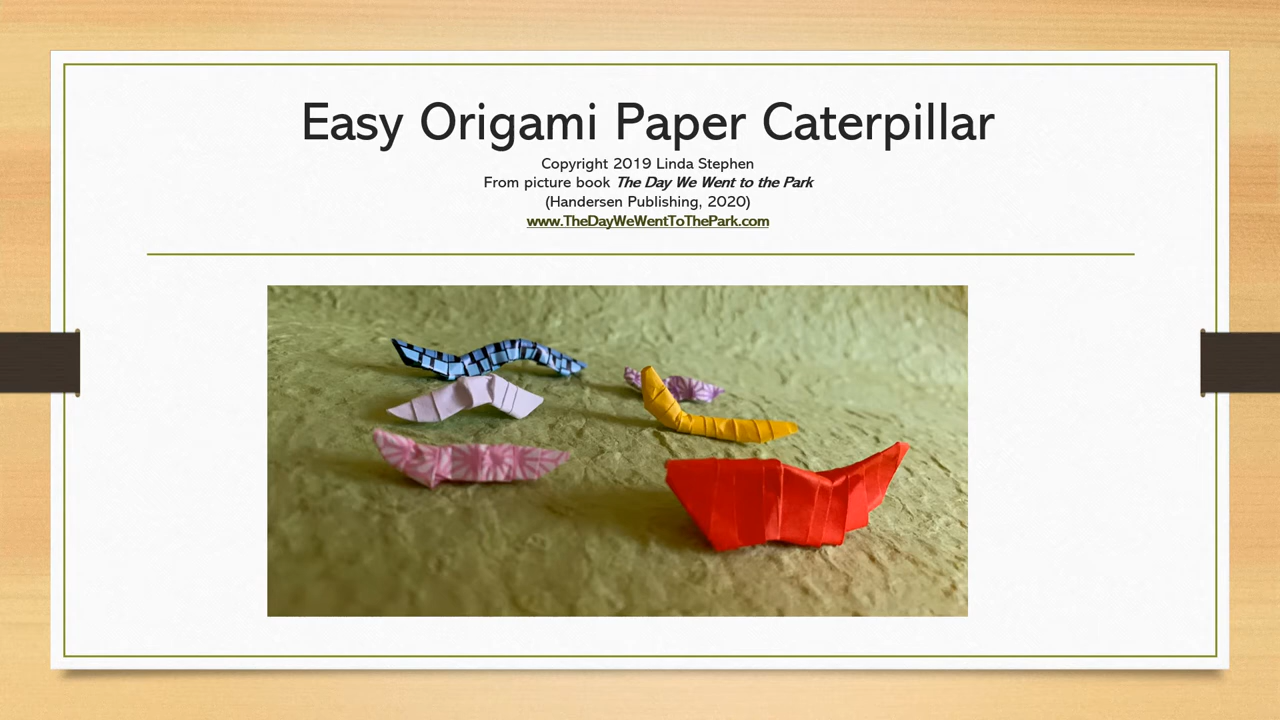 Easy Origami Paper Caterpillar
Copyright 2019 Linda Stephen
From picture book The Day We Went to the Park
(Handersen Publishing, 2020)
www.TheDayWeWentToThePark.com